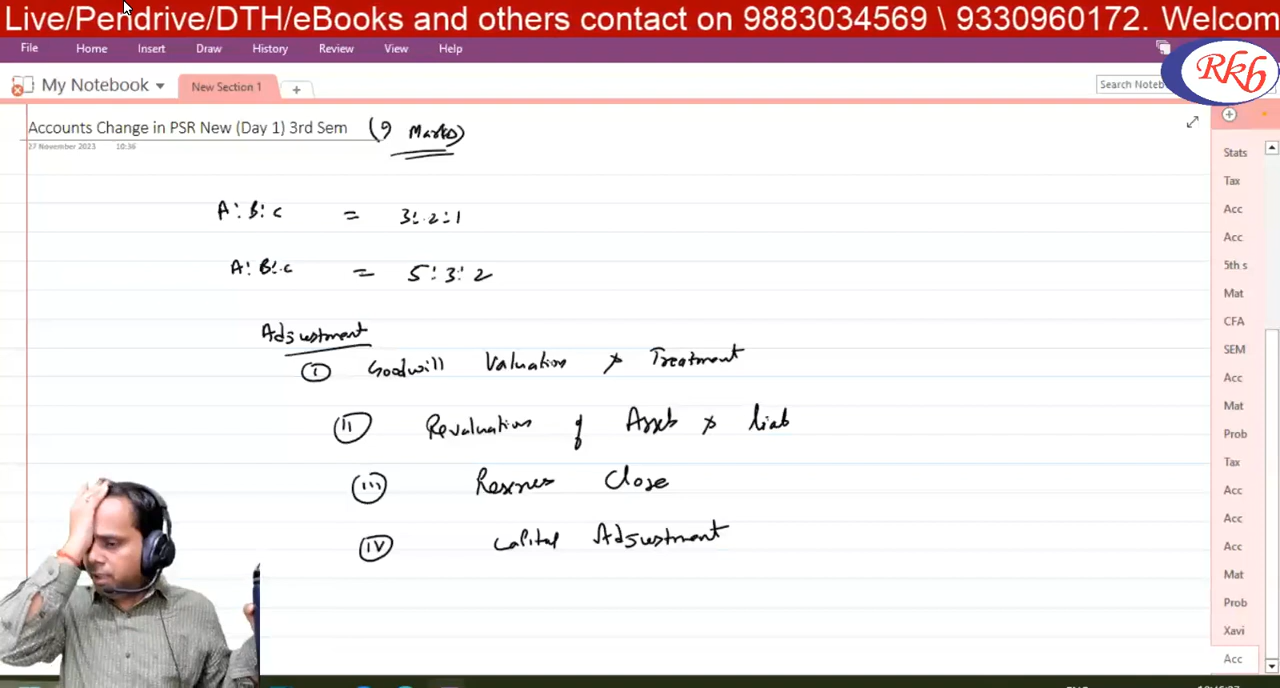 Live/Pendrive/DTH/eBooks and others contact on 9883034569 \ 9330960172. Welcom
File Home Insert Draw History Review View Help
Rkb
My Notebook New Section 1 + Search Noteb
Accounts Change in PSR New (Day 1) 3rd Sem (9 Marks)
27 November 2023 10:36
A:B:C = 3:2:1
A:B:C = 5:3:2
Adjustment
(i) Goodwill Valuation & Treatment
(ii) Revaluation of Asset & liab
(iii) Reserves Close
(iv) Capital Adjustment
Stats
Tax
Acc
Acc
5th s
Mat
CFA
SEM
Acc
Mat
Prob
Tax
Acc
Acc
Acc
Mat
Prob
Xavi
Acc